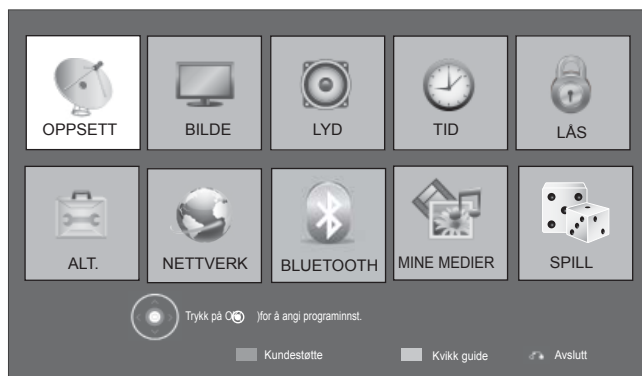 OPPSETT BILDE LYD TID LÅS
ALT. NETTVERK BLUETOOTH MINE MEDIER SPILL
Trykk på O( )for å angi programinnst.
Kundestøtte Kvikk guide Avslutt